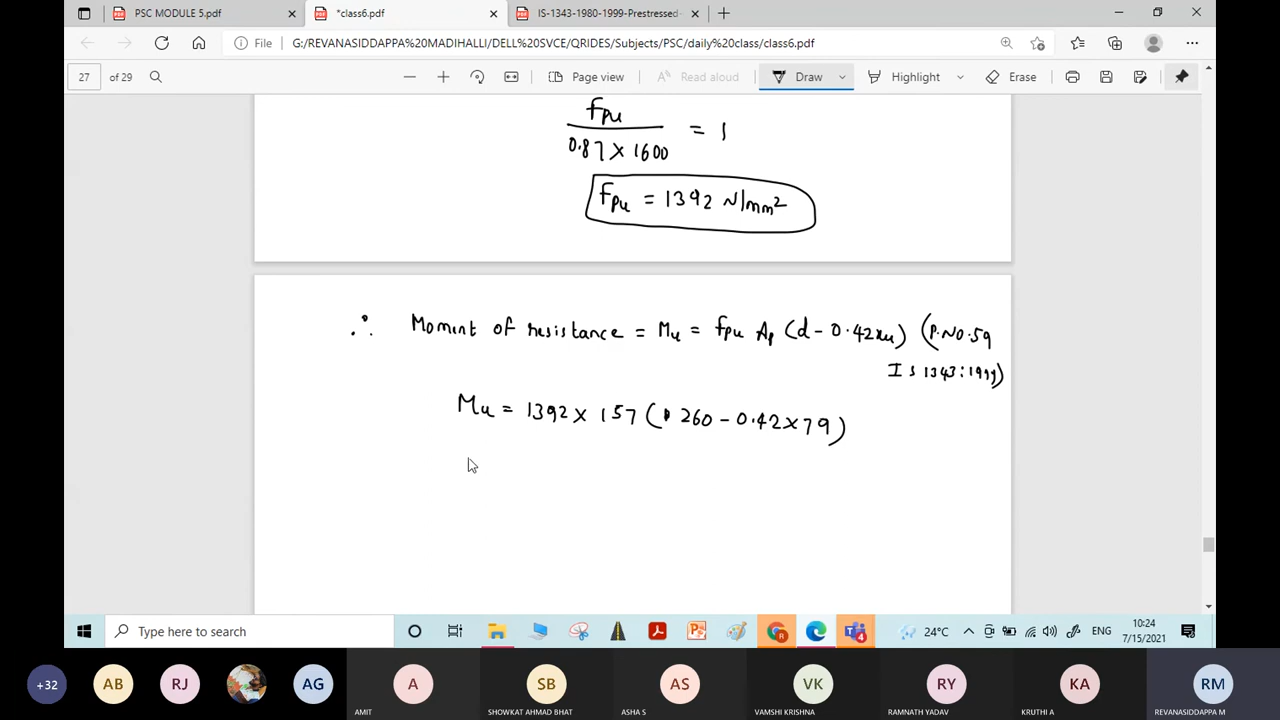 PSC MODULE 5.pdf
*class6.pdf
IS-1343-1980-1999-Prestressed -
File
G:/REVANASIDDAPPA MADIHALLI/DELL SVCE/QRIDES/Subjects/PSC/daily class/class6.pdf
27 of 29
Page view
Read aloud
Draw
Highlight
Erase
fpu / 0.87 × 1600 = 1
fpu = 1392 N/mm²
∴ Moment of resistance = Mu = fpu Ap (d - 0.42xu) (P.No.59
IS 1343:1999)
Mu = 1392 × 157 ( 260 - 0.42 × 79 )
Type here to search
24°C
ENG
10:24
7/15/2021
4
+32
AB
RJ
AG
A
AMIT
SB
SHOWKAT AHMAD BHAT
AS
ASHA S
VK
VAMSHI KRISHNA
RY
RAMNATH YADAV
KA
KRUTHI A
RM
REVANASIDDAPPA M